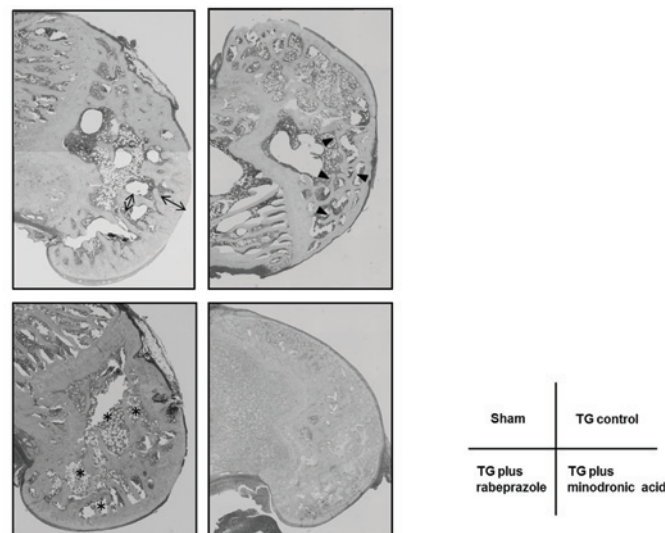 Sham TG control
TG plus TG plus
rabeprazole minodronic acid